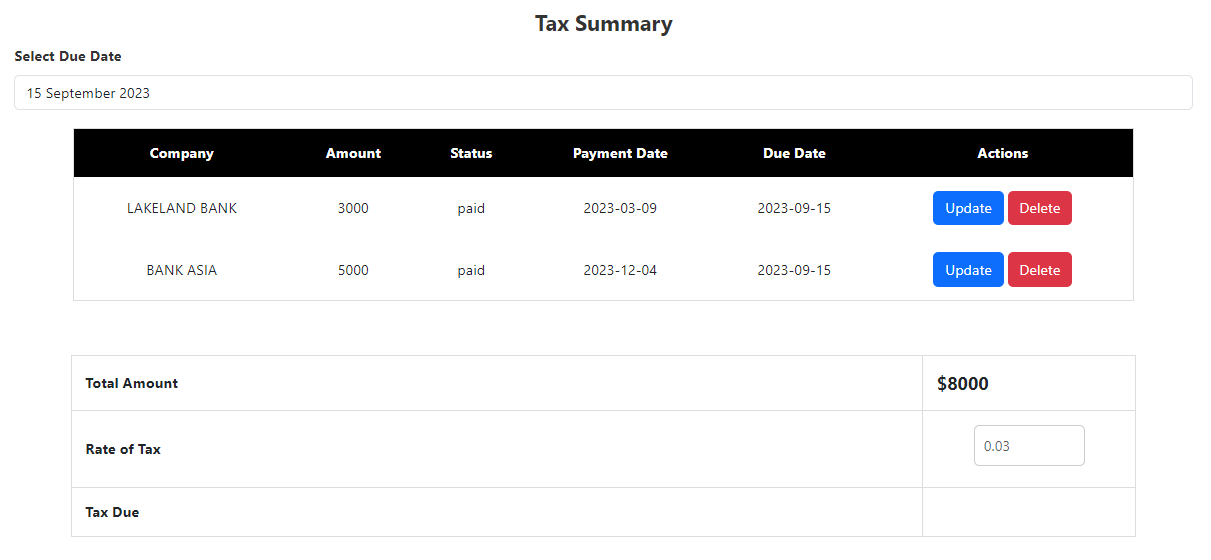 Tax Summary
Select Due Date
15 September 2023
Company Amount Status Payment Date Due Date Actions
LAKELAND BANK 3000 paid 2023-03-09 2023-09-15 Update Delete
BANK ASIA 5000 paid 2023-12-04 2023-09-15 Update Delete
Total Amount $8000
Rate of Tax 0.03
Tax Due